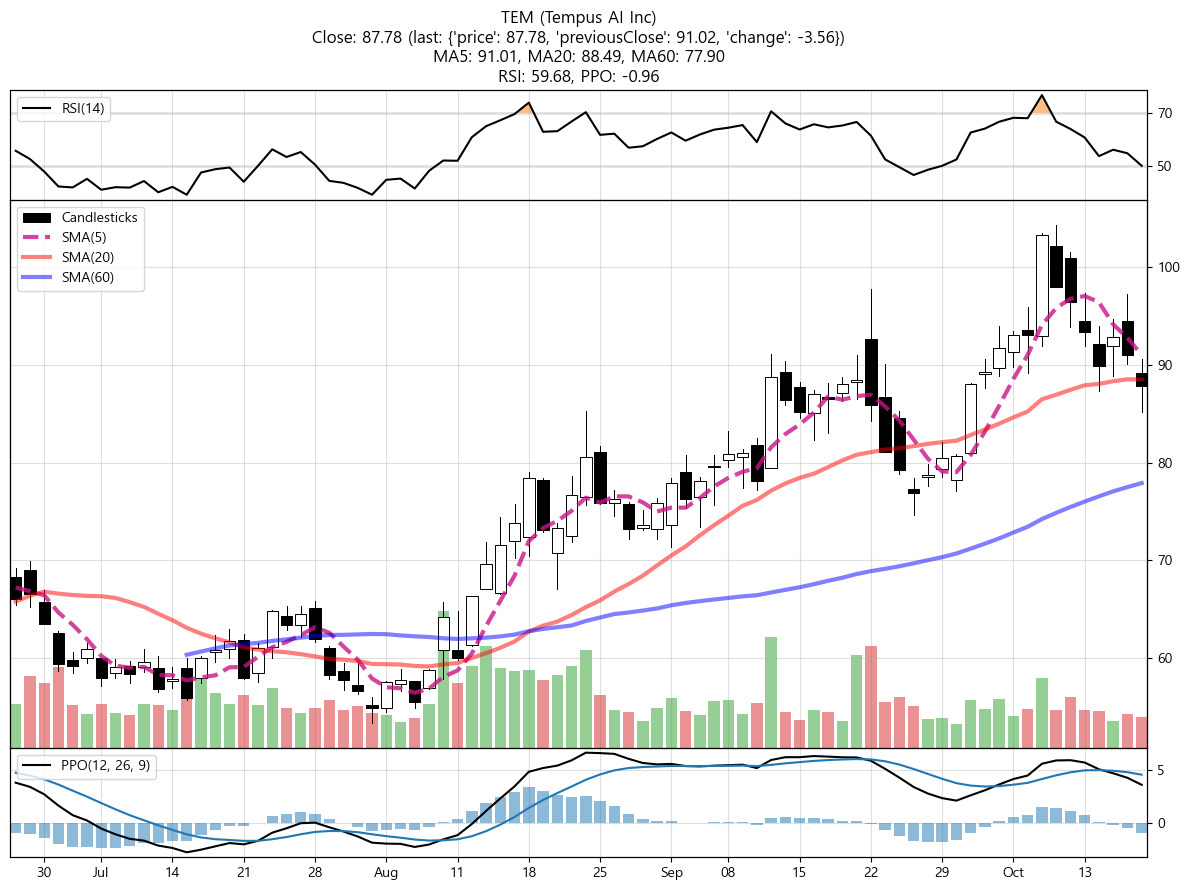 TEM (Tempus AI Inc)
Close: 87.78 (last: {'price': 87.78, 'previousClose': 91.02, 'change': -3.56})
MA5: 91.01, MA20: 88.49, MA60: 77.90
RSI: 59.68, PPO: -0.96
RSI(14)
70
50
Candlesticks
SMA(5)
SMA(20)
SMA(60)
100
90
80
70
60
PPO(12, 26, 9)
5
0
30 Jul 14 21 28 Aug 11 18 25 Sep 08 15 22 29 Oct 13